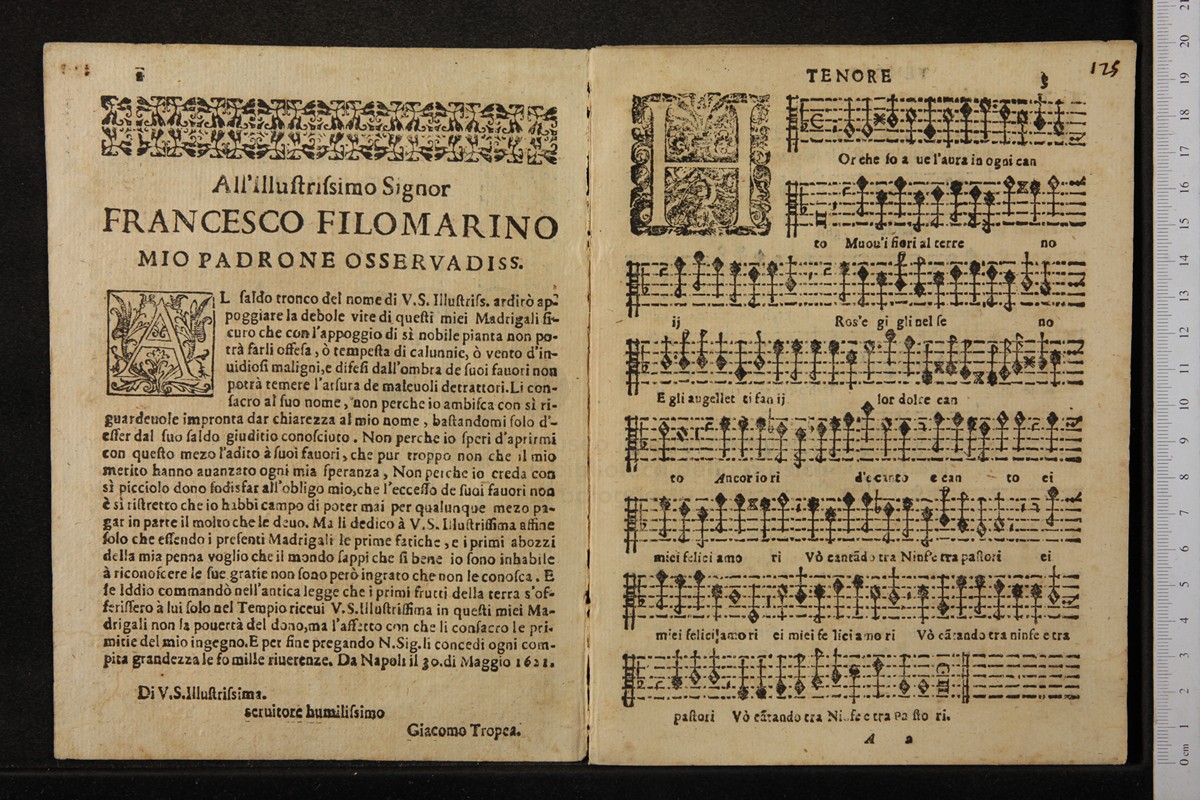 All'Illustrissimo Signor
FRANCESCO FILOMARINO
MIO PADRONE OSSERVADISS.
AL saldo tronco del nome di V.S. Illustriss. ardirò ap-
poggiare la debole vite di questi miei Madrigali si-
curo che con l'appoggio di sì nobile pianta non po-
trà farli offesa, ò tempesta di calunnie, ò vento d'in-
uidiosi maligni, e difesi dall'ombra de suoi fauori non
potrà temere l'arsura de maleuoli detrattori. Li con-
sacro al suo nome, non perche io ambisca con sì ri-
guardeuole impronta dar chiarezza al mio nome, bastandomi solo d'-
esser dal suo saldo giuditio conosciuto. Non perche io speri d'aprirmi
con questo mezo l'adito à suoi fauori, che pur troppo non che il mio
merito hanno auanzato ogni mia speranza, Non perche io creda con
sì picciolo dono sodisfar all'obligo mio, che l'eccesso de suoi fauori non
è sì ristretto che io habbi campo di poter mai per qualunque mezo pa-
gar in parte il molto che le deuo. Ma li dedico à V.S. Illustrissima affine
solo che essendo i presenti Madrigali le prime fatiche, e i primi abozzi
della mia penna voglio che il mondo sappi che si bene io sono inhabile
à riconoscere le sue gratie non sono però ingrato che non le conosca. E
se Iddio commandò nell'antica legge che i primi frutti della terra s'of-
ferissero à lui solo nel Tempio riceui V.S. Illustrissima in questi miei Ma-
drigali non la pouertà del dono, ma l'affetto con che li consacro le pri-
mitie del mio ingegno. E per fine pregando N. Sig. li concedi ogni com-
pita grandezza le fo mille riuerenze. Da Napoli il 30. di Maggio 1621.
Di V.S. Illustrissima.
seruitore humilissimo
Giacomo Tropea.
TENORE
3
125
HOr che so a ue l'aura in ogni can
to Muou'i fiori al terre no
ij Ros'e gi gli nel se no
E gli augellet ti fan ij lor dolce can
to Ancor io ri d'e canto e can to ei
miei felici amo ri Vò cantãdo tra Ninf'e tra pastori ei
miei felici amo ri ei miei fe lici amo ri Vò cãtando tra ninfe e tra
pastori Vò cãtando tra Ninfe e tra pa sto ri.
A 2